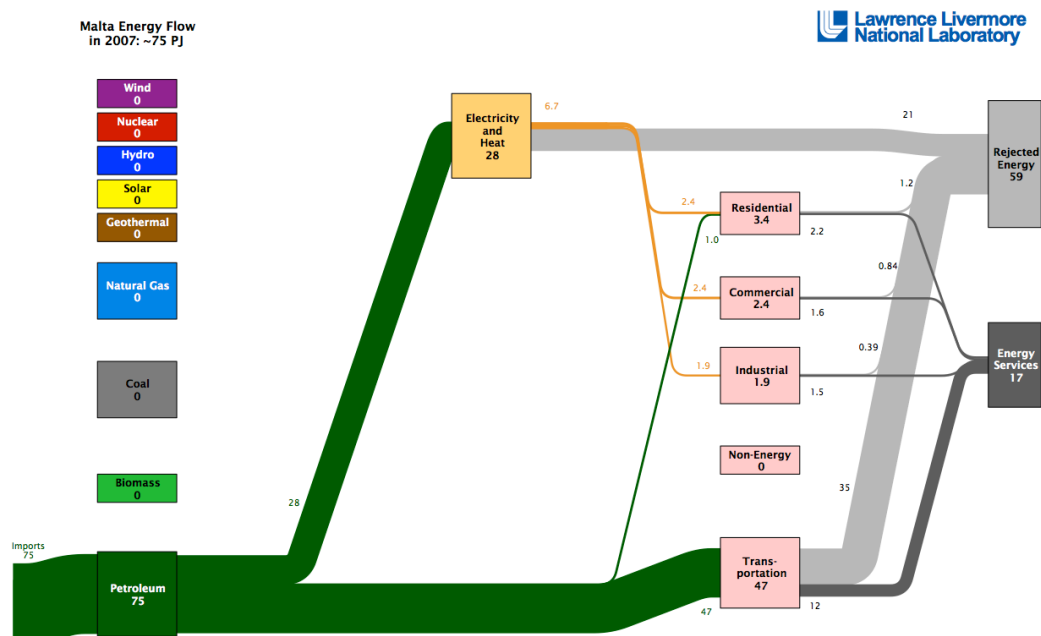 Malta Energy Flow
in 2007: ~75 PJ
Lawrence Livermore
National Laboratory
Wind
0
Nuclear
0
Hydro
0
Solar
0
Geothermal
0
Natural Gas
0
Coal
0
Biomass
0
Imports
75
Petroleum
75
28
Electricity
and
Heat
28
6.7
2.4
1.0
2.4
1.9
47
Residential
3.4
Commercial
2.4
Industrial
1.9
Non-Energy
0
Trans-
portation
47
21
1.2
2.2
0.84
1.6
0.39
1.5
35
12
Rejected
Energy
59
Energy
Services
17